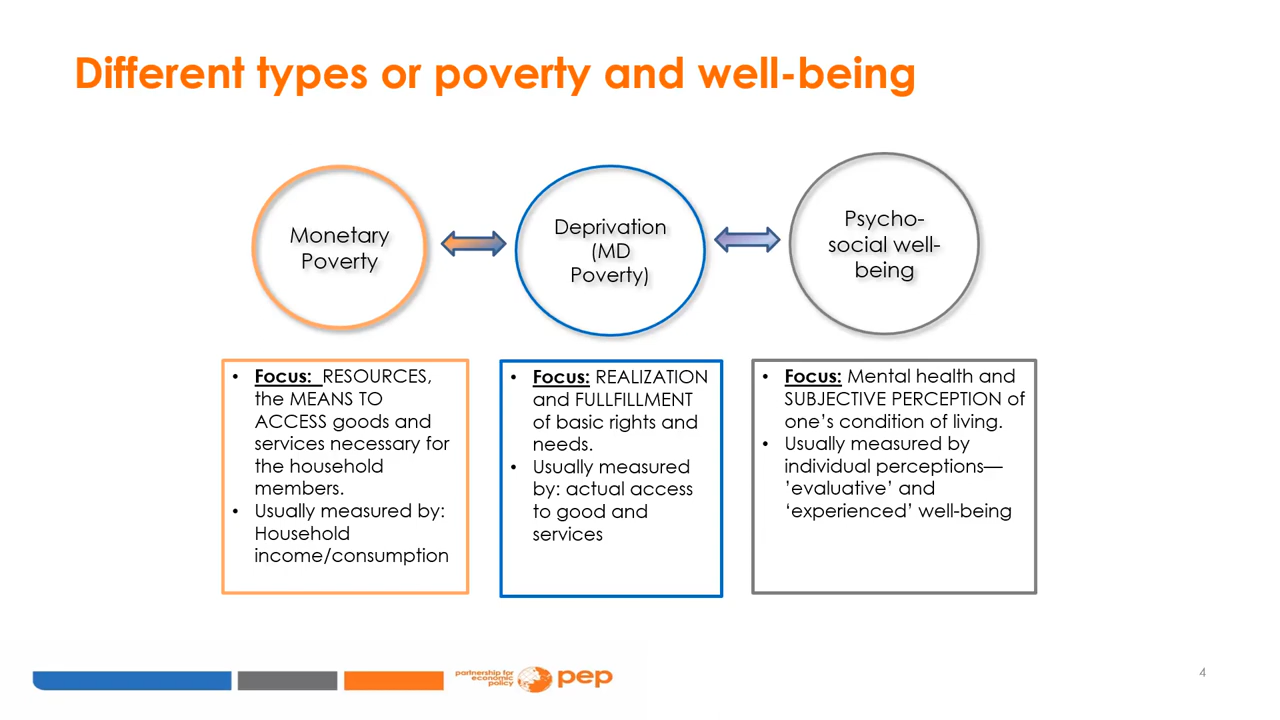 Different types or poverty and well-being
Monetary
Poverty
Deprivation
(MD
Poverty)
Psycho-
social well-
being
• Focus: RESOURCES,
the MEANS TO
ACCESS goods and
services necessary for
the household
members.
• Usually measured by:
Household
income/consumption
• Focus: REALIZATION
and FULLFILLMENT
of basic rights and
needs.
• Usually measured
by: actual access
to good and
services
• Focus: Mental health and
SUBJECTIVE PERCEPTION of
one’s condition of living.
• Usually measured by
individual perceptions—
’evaluative’ and
‘experienced’ well-being
partnership for
economic
policy
pep
4